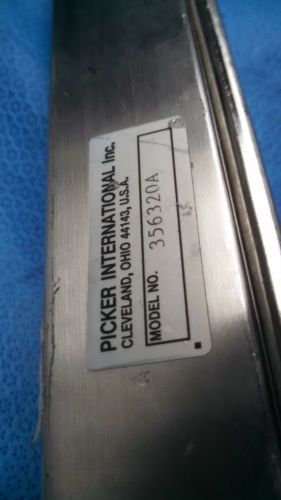 PICKER INTERNATIONAL Inc.
CLEVELAND, OHIO 44143, U.S.A.
MODEL NO. 356320A